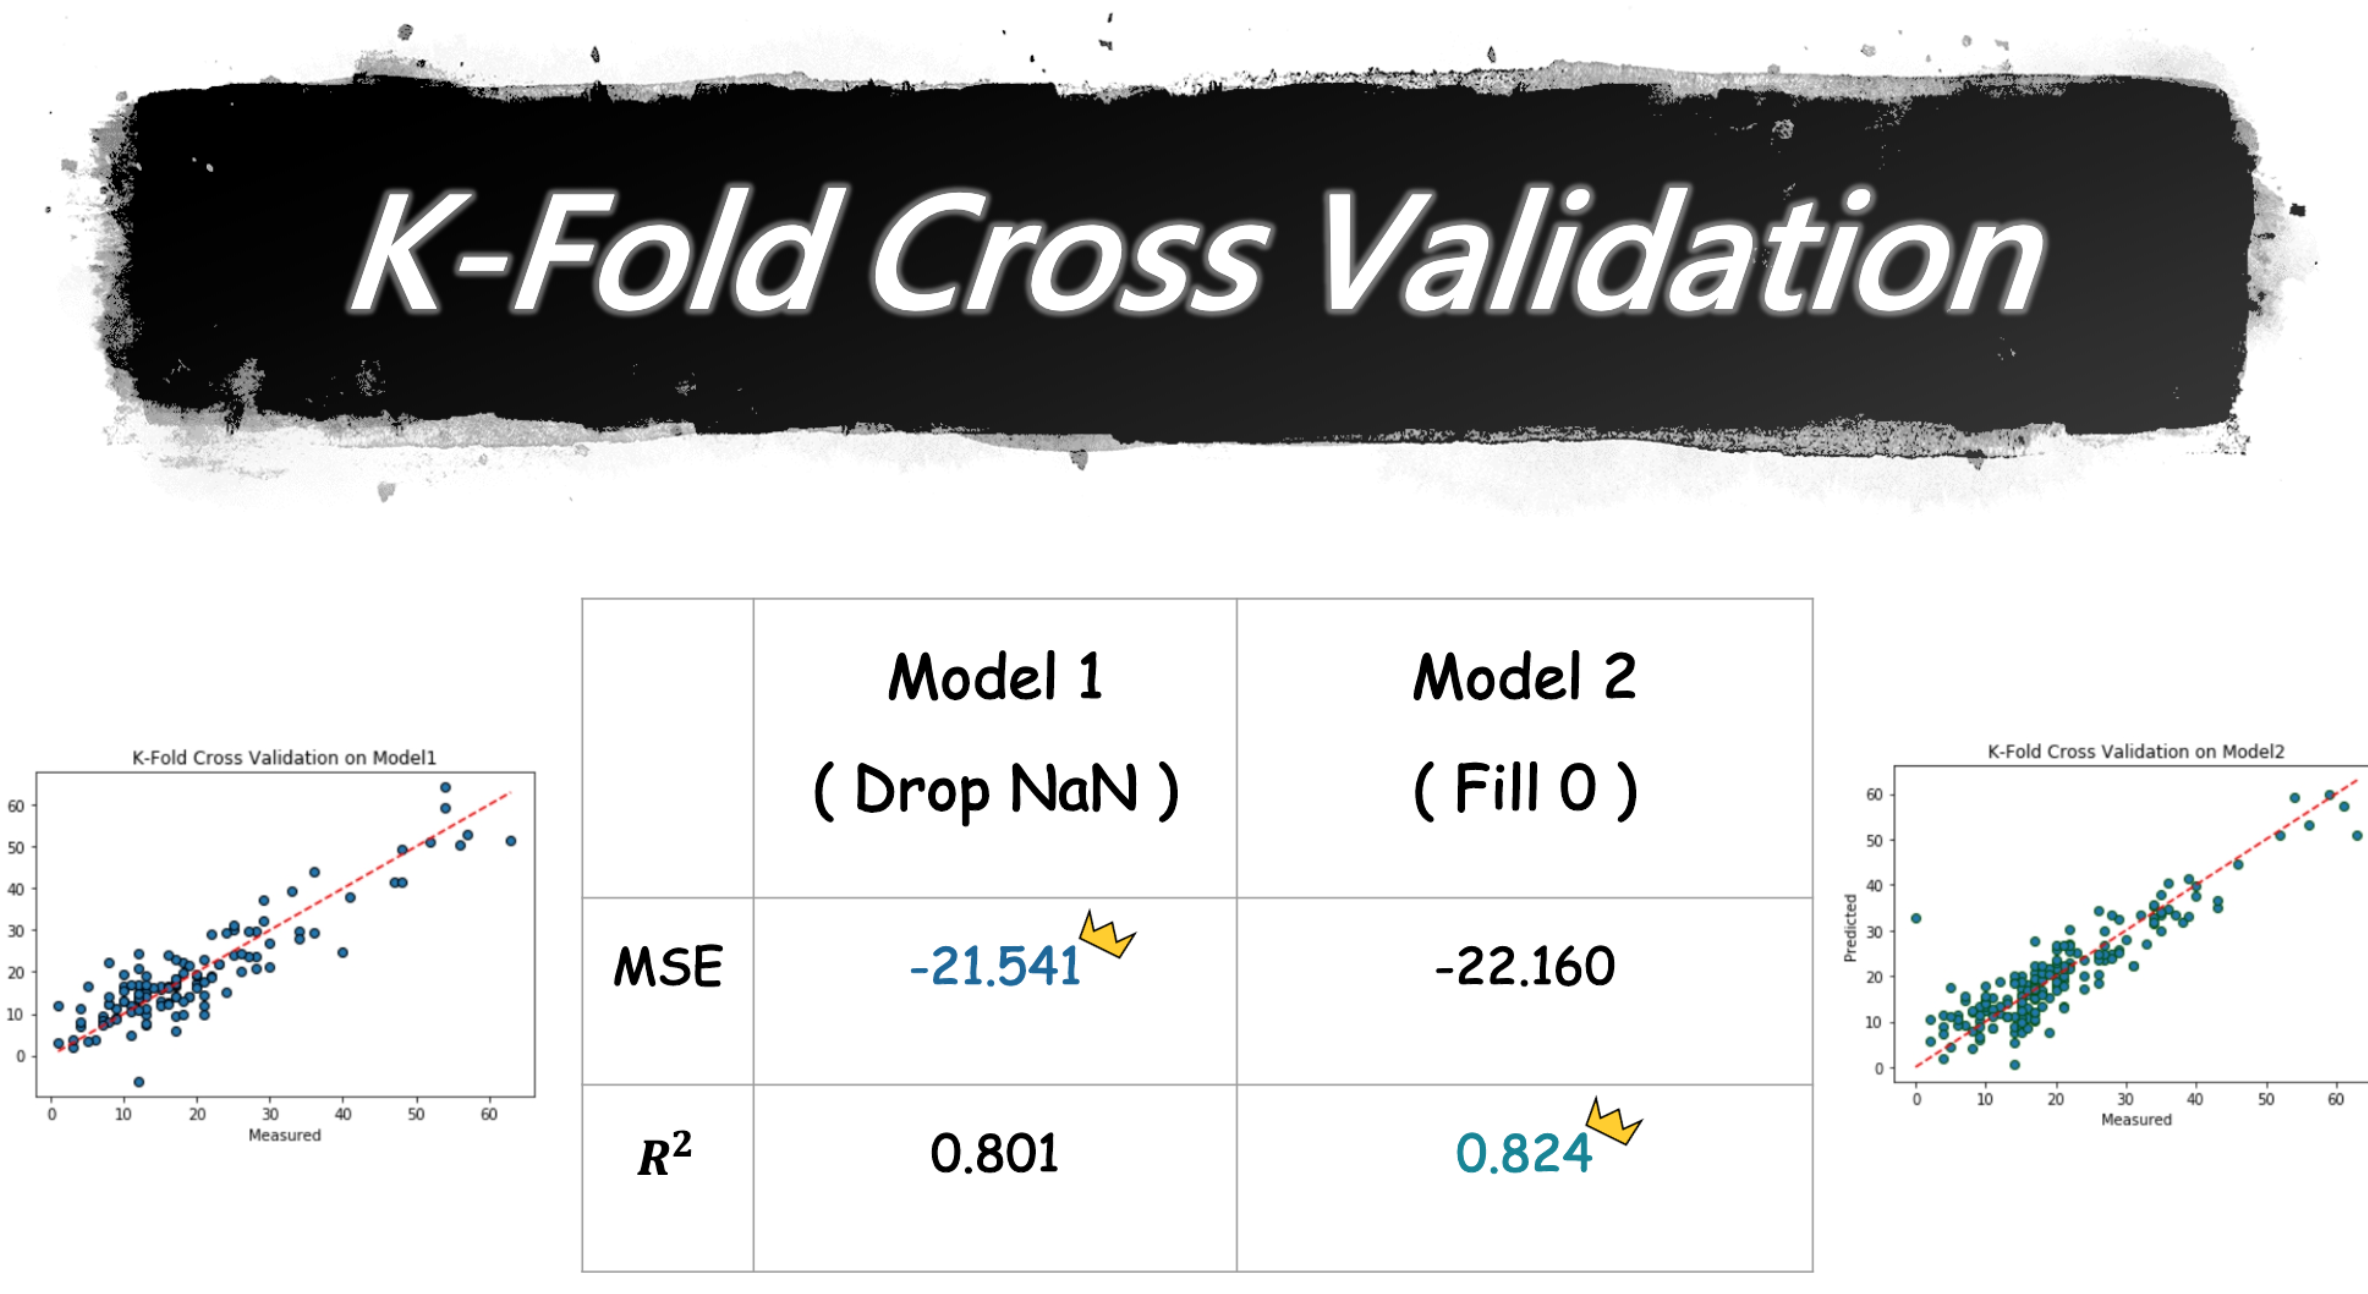 K-Fold Cross Validation
Model 1
( Drop NaN )
Model 2
( Fill 0 )
MSE
-21.541
-22.160
R²
0.801
0.824
K-Fold Cross Validation on Model1
60
50
40
30
20
10
0
0 10 20 30 40 50 60
Measured
K-Fold Cross Validation on Model2
Predicted
60
50
40
30
20
10
0
0 10 20 30 40 50 60
Measured